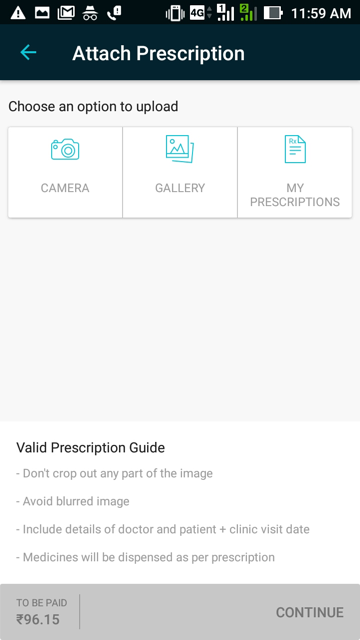 4G 1 2 11:59 AM
Attach Prescription
Choose an option to upload
CAMERA
GALLERY
Rx
MY
PRESCRIPTIONS
Valid Prescription Guide
- Don't crop out any part of the image
- Avoid blurred image
- Include details of doctor and patient + clinic visit date
- Medicines will be dispensed as per prescription
TO BE PAID
₹96.15
CONTINUE